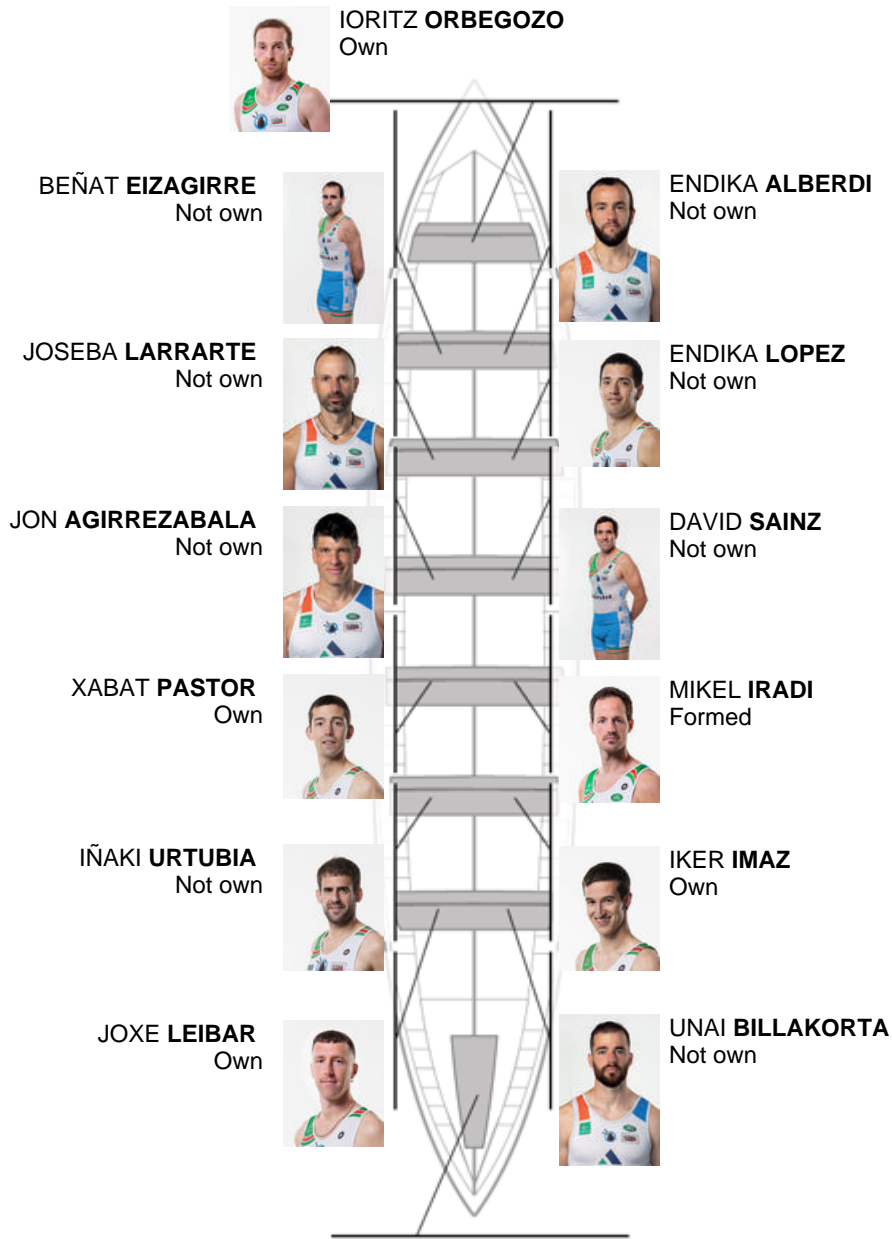 IORITZ ORBEGOZO
Own
BEÑAT EIZAGIRRE
Not own
ENDIKA ALBERDI
Not own
JOSEBA LARRARTE
Not own
ENDIKA LOPEZ
Not own
JON AGIRREZABALA
Not own
DAVID SAINZ
Not own
XABAT PASTOR
Own
MIKEL IRADI
Formed
IÑAKI URTUBIA
Not own
IKER IMAZ
Own
JOXE LEIBAR
Own
UNAI BILLAKORTA
Not own